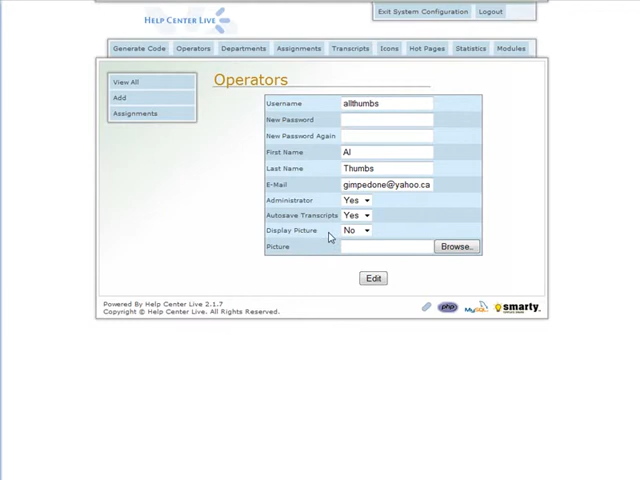 HELP CENTER LIVE
Exit System Configuration Logout
Generate Code Operators Departments Assignments Transcripts Icons Hot Pages Statistics Modules
View All
Add
Assignments
Operators
Username allthumbs
New Password
New Password Again
First Name Al
Last Name Thumbs
E-Mail gimpedone@yahoo.ca
Administrator Yes
Autosave Transcripts Yes
Display Picture No
Picture Browse..
Edit
Powered By Help Center Live 2.1.7
Copyright © Help Center Live. All Rights Reserved.
php MySQL smarty